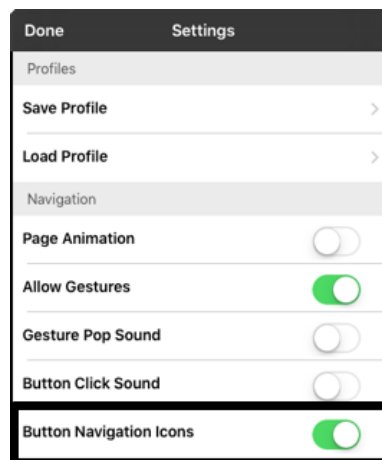 Done Settings
Profiles
Save Profile
Load Profile
Navigation
Page Animation
Allow Gestures
Gesture Pop Sound
Button Click Sound
Button Navigation Icons